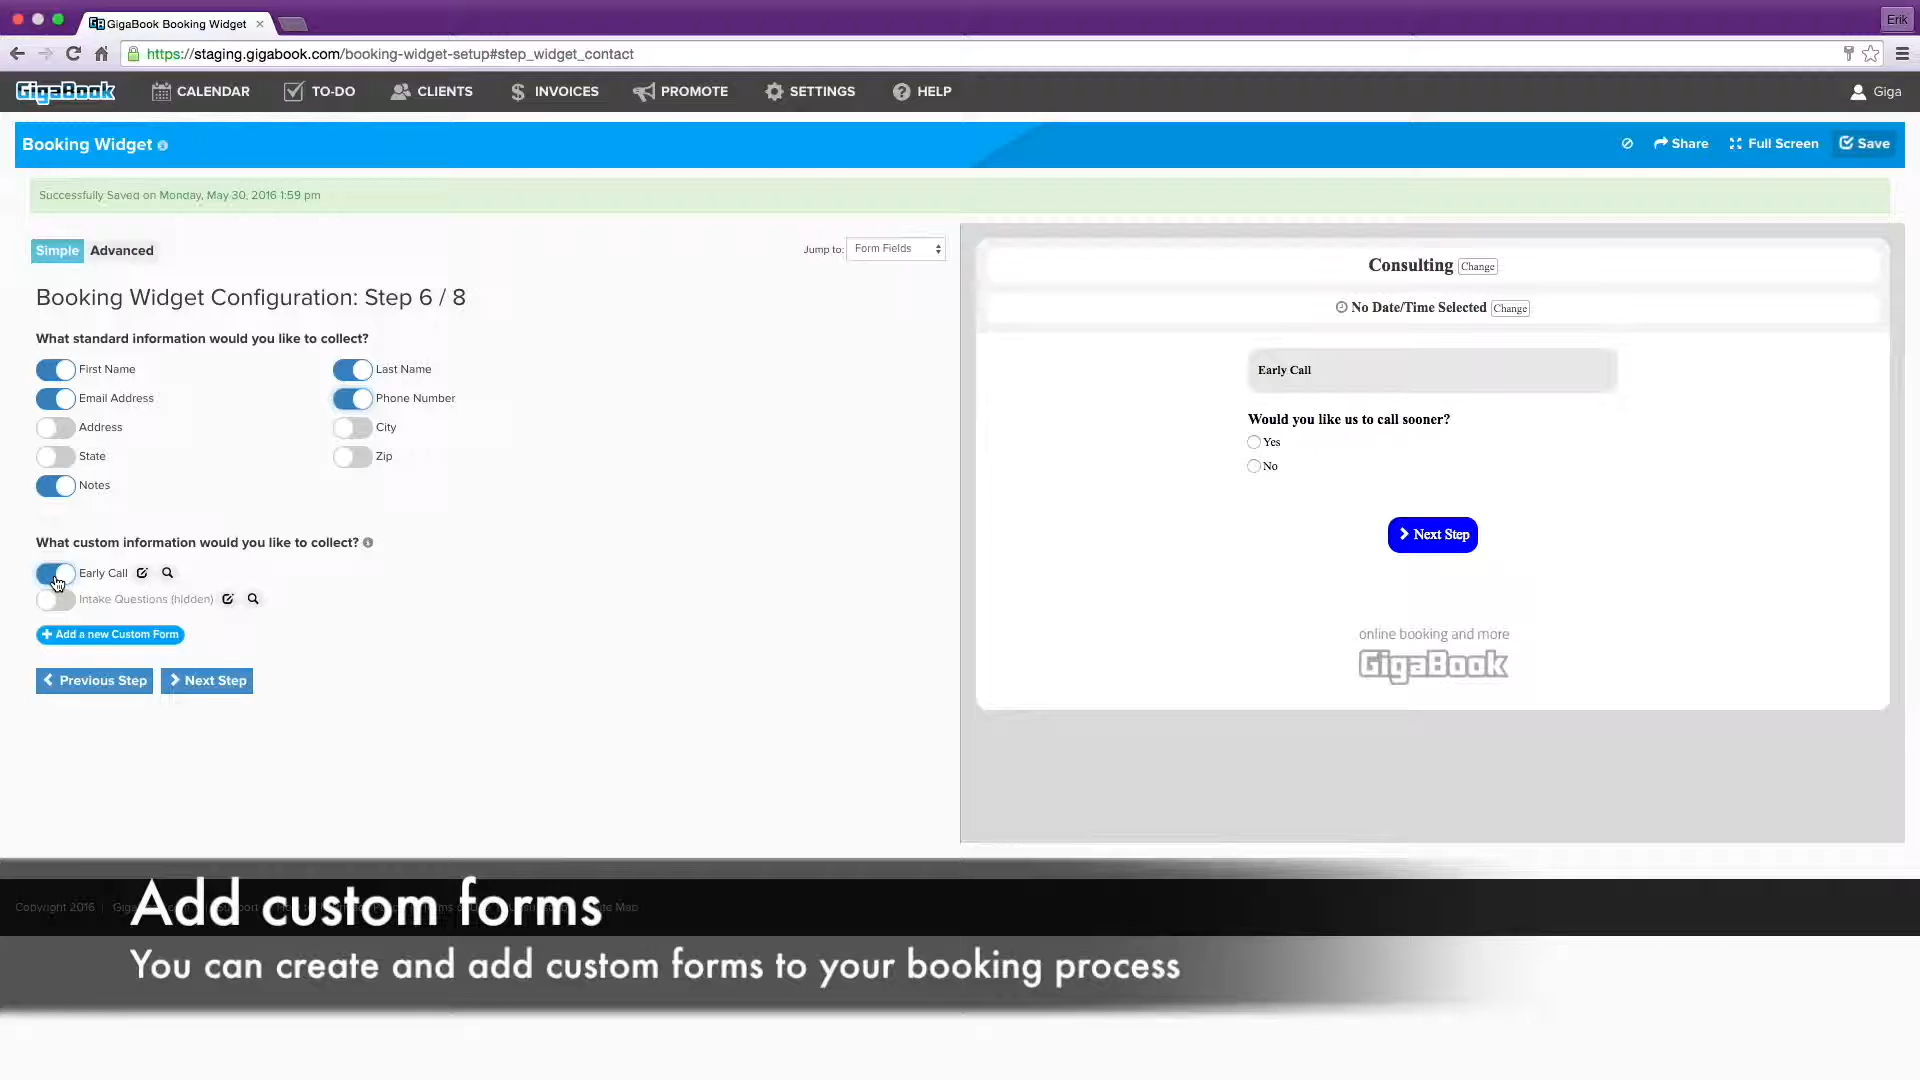 GigaBook Booking Widget
Erik
https://staging.gigabook.com/booking-widget-setup#step_widget_contact
GigaBook CALENDAR TO-DO CLIENTS INVOICES PROMOTE SETTINGS HELP Giga
Booking Widget Share Full Screen Save
Successfully Saved on Monday, May 30, 2016 1:59 pm
Simple Advanced Jump to: Form Fields
Booking Widget Configuration: Step 6 / 8
What standard information would you like to collect?
First Name Last Name
Email Address Phone Number
Address City
State Zip
Notes
What custom information would you like to collect?
Early Call
Intake Questions (hidden)
+ Add a new Custom Form
Previous Step Next Step
Consulting Change
No Date/Time Selected Change
Early Call
Would you like us to call sooner?
Yes
No
Next Step
online booking and more
GigaBook
Add custom forms
Copyright 2016 | Map
You can create and add custom forms to your booking process